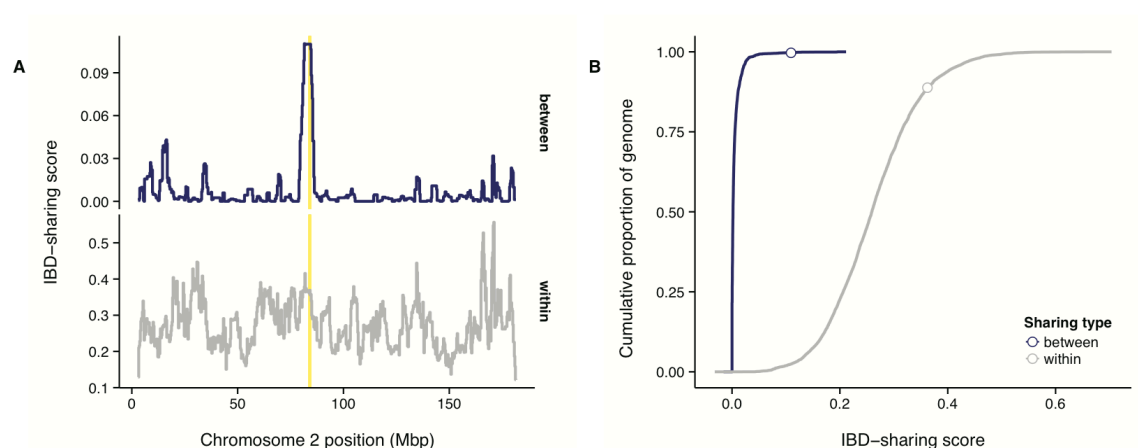 A
IBD−sharing score
0.09
0.06
0.03
0.00
between
0.5
0.4
0.3
0.2
0.1
within
0
50
100
150
Chromosome 2 position (Mbp)
B
Cumulative proportion of genome
1.00
0.75
0.50
0.25
0.00
Sharing type
between
within
0.0
0.2
0.4
0.6
IBD−sharing score